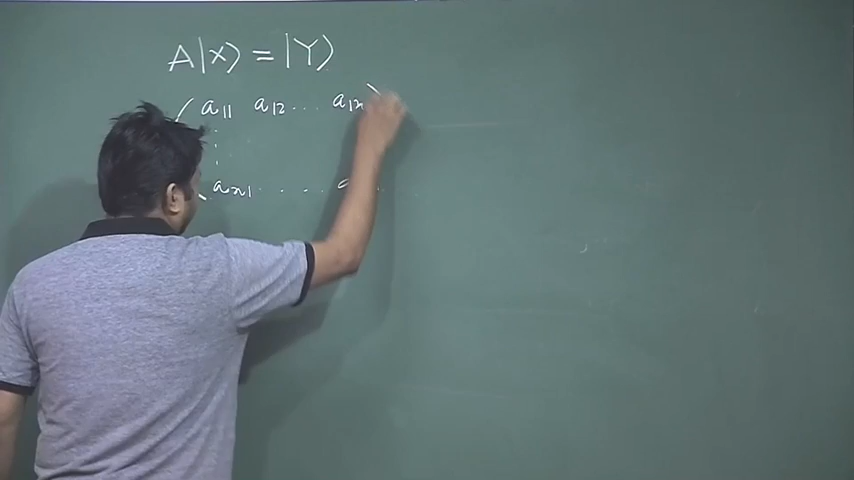 A|X⟩ = |Y⟩
( a₁₁ a₁₂ ... a₁ₙ )
⋮
aₙ₁ . . . .